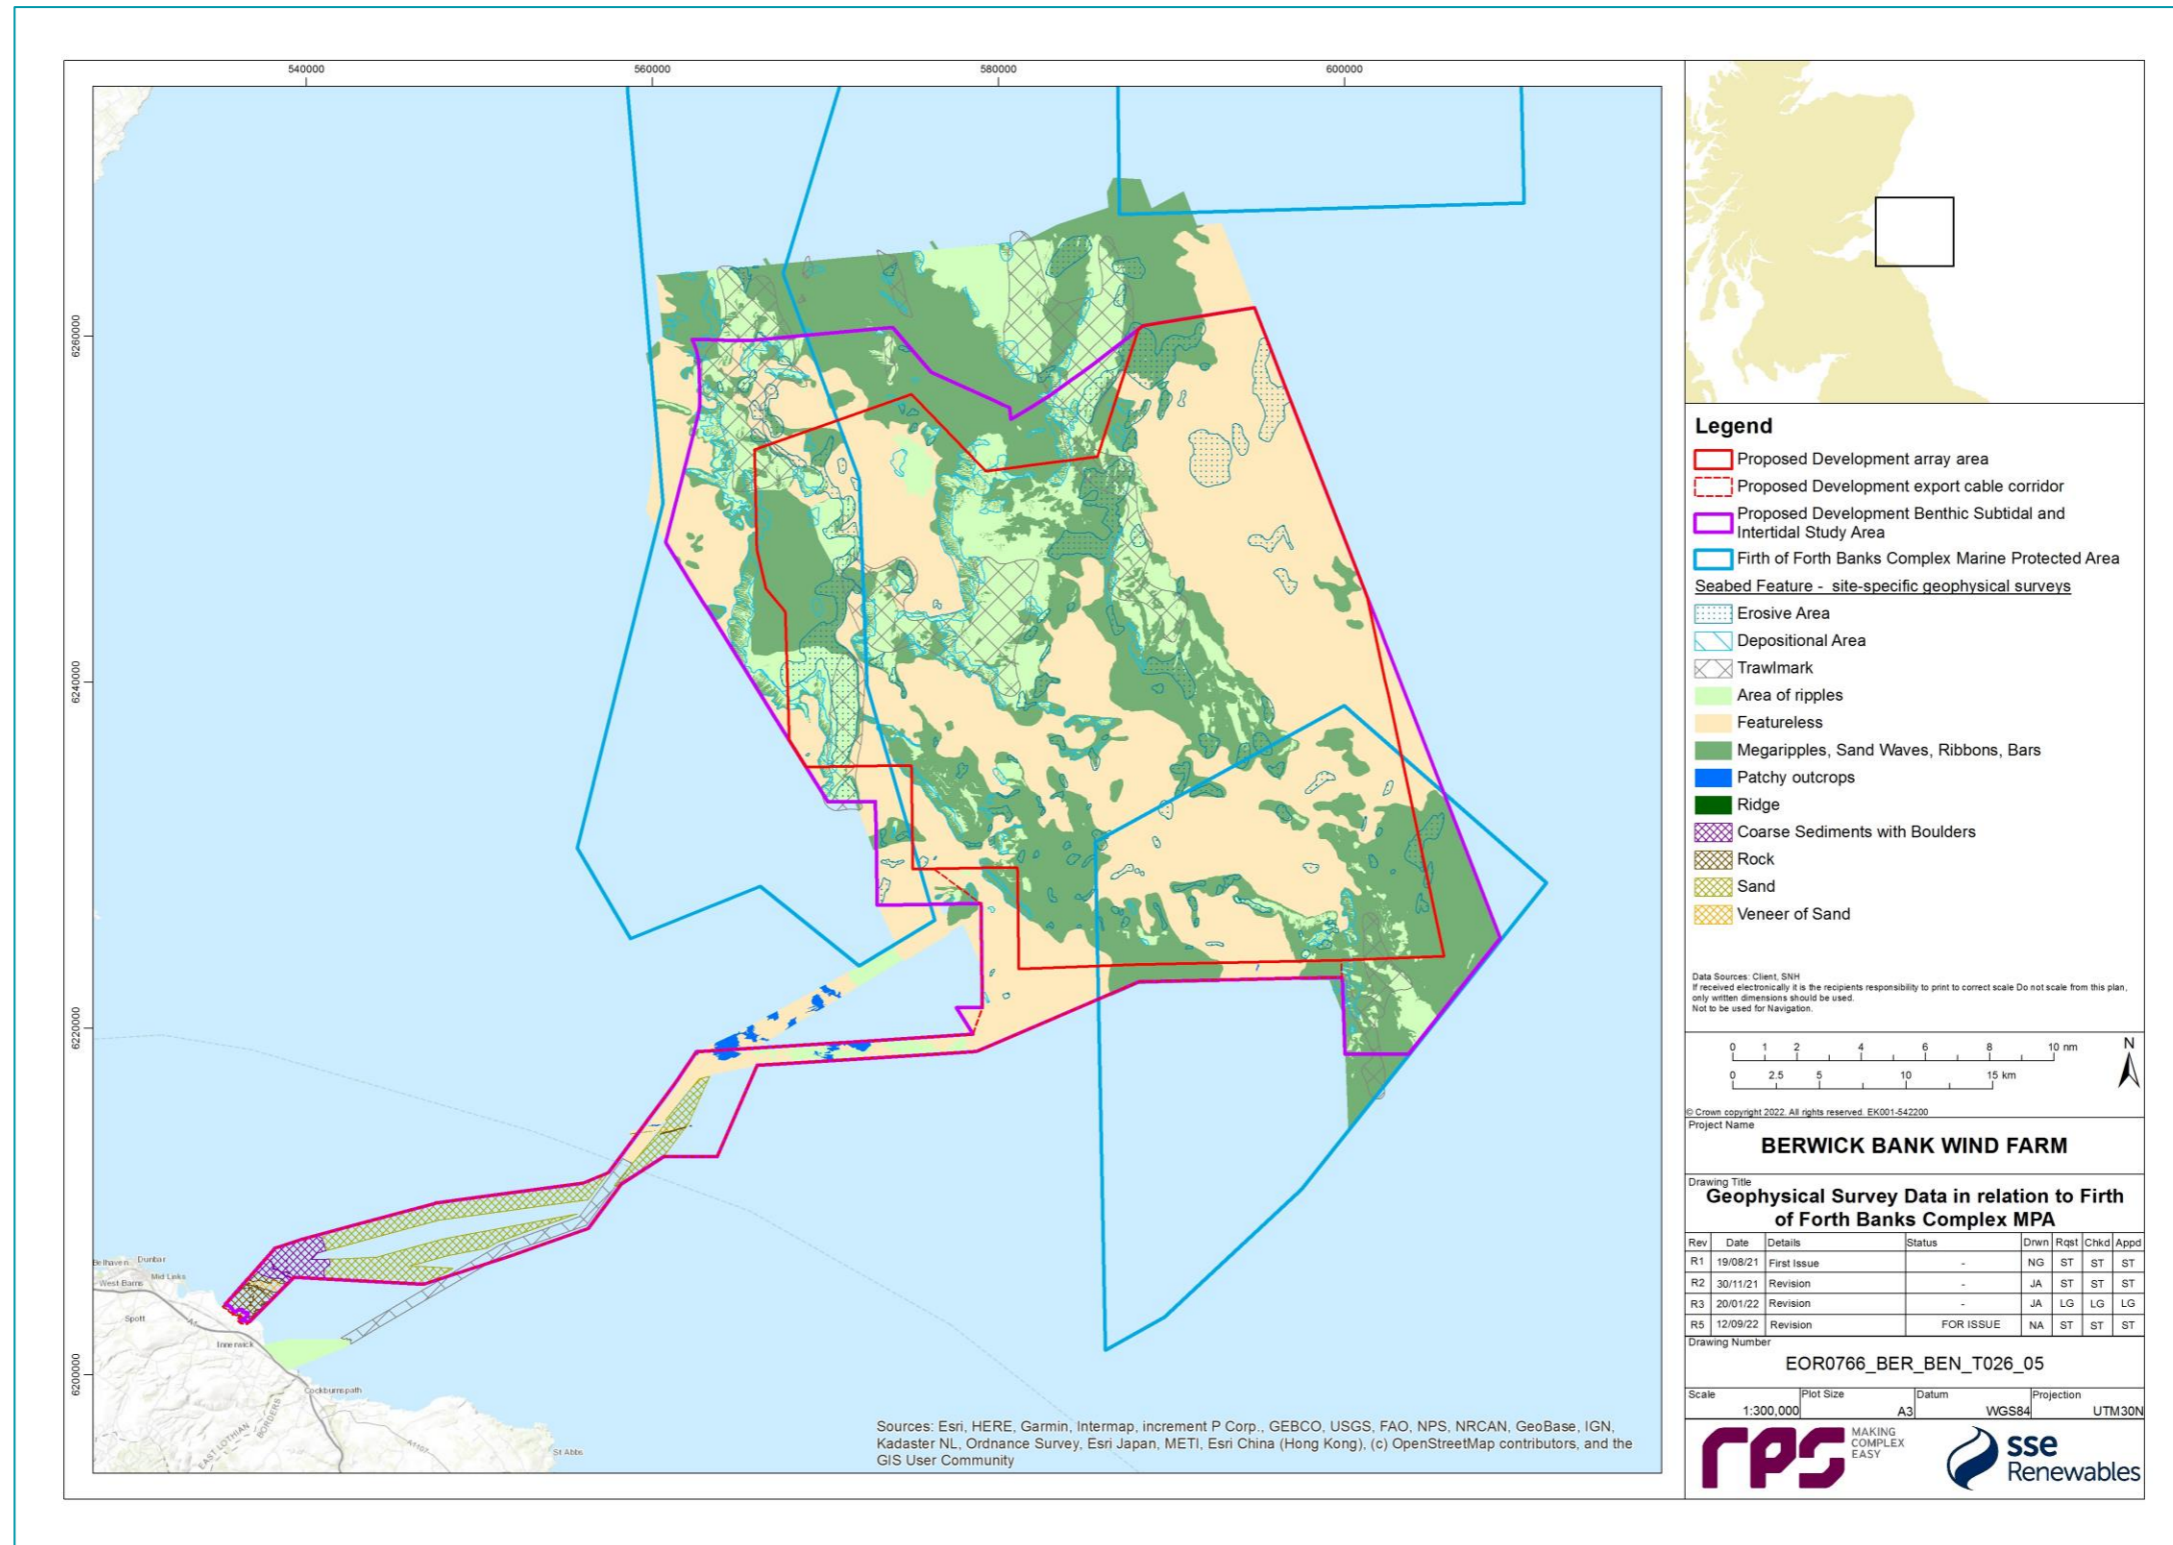 540000
560000
580000
600000
6260000
6240000
6220000
6200000
Belhaven
Dunbar
West Barns
Mid Links
Spott
A1
Innerwick
Cockburnspath
EAST LOTHIAN
BORDERS
A1107
St Abbs
Sources: Esri, HERE, Garmin, Intermap, increment P Corp., GEBCO, USGS, FAO, NPS, NRCAN, GeoBase, IGN,
Kadaster NL, Ordnance Survey, Esri Japan, METI, Esri China (Hong Kong), (c) OpenStreetMap contributors, and the
GIS User Community
Legend
Proposed Development array area
Proposed Development export cable corridor
Proposed Development Benthic Subtidal and
Intertidal Study Area
Firth of Forth Banks Complex Marine Protected Area
Seabed Feature - site-specific geophysical surveys
Erosive Area
Depositional Area
Trawlmark
Area of ripples
Featureless
Megaripples, Sand Waves, Ribbons, Bars
Patchy outcrops
Ridge
Coarse Sediments with Boulders
Rock
Sand
Veneer of Sand
Data Sources: Client, SNH
If received electronically it is the recipients responsibility to print to correct scale Do not scale from this plan,
only written dimensions should be used.
Not to be used for Navigation.
0 1 2 4 6 8 10 nm
0 2.5 5 10 15 km
N
© Crown copyright 2022. All rights reserved. EK001-542200
Project Name
BERWICK BANK WIND FARM
Drawing Title
Geophysical Survey Data in relation to Firth
of Forth Banks Complex MPA
Rev Date Details Status Drwn Rqst Chkd Appd
R1 19/08/21 First Issue - NG ST ST ST
R2 30/11/21 Revision - JA ST ST ST
R3 20/01/22 Revision - JA LG LG LG
R5 12/09/22 Revision FOR ISSUE NA ST ST ST
Drawing Number
EOR0766_BER_BEN_T026_05
Scale Plot Size Datum Projection
1:300,000 A3 WGS84 UTM30N
rps MAKING
COMPLEX
EASY
sse
Renewables